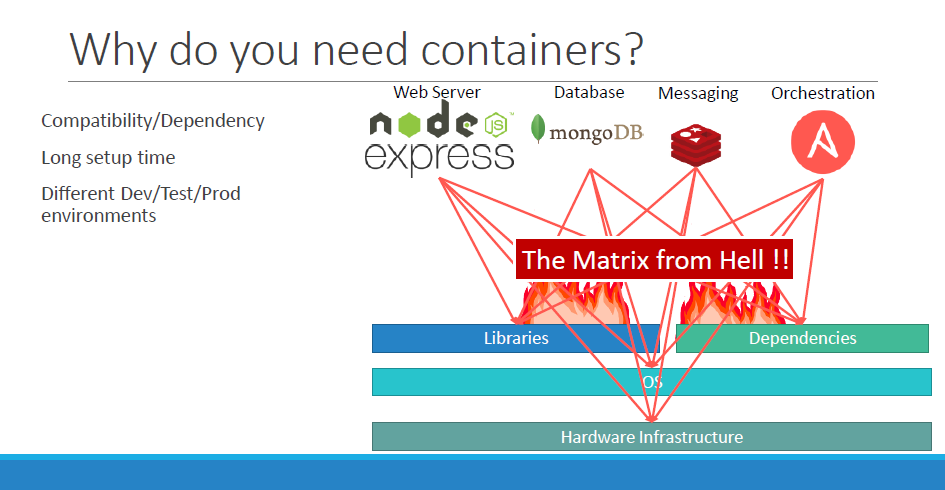 Why do you need containers?
Compatibility/Dependency
Long setup time
Different Dev/Test/Prod
environments
Web Server
Database
Messaging
Orchestration
node
JS
™
express
mongoDB
A
The Matrix from Hell !!
Libraries
Dependencies
OS
Hardware Infrastructure